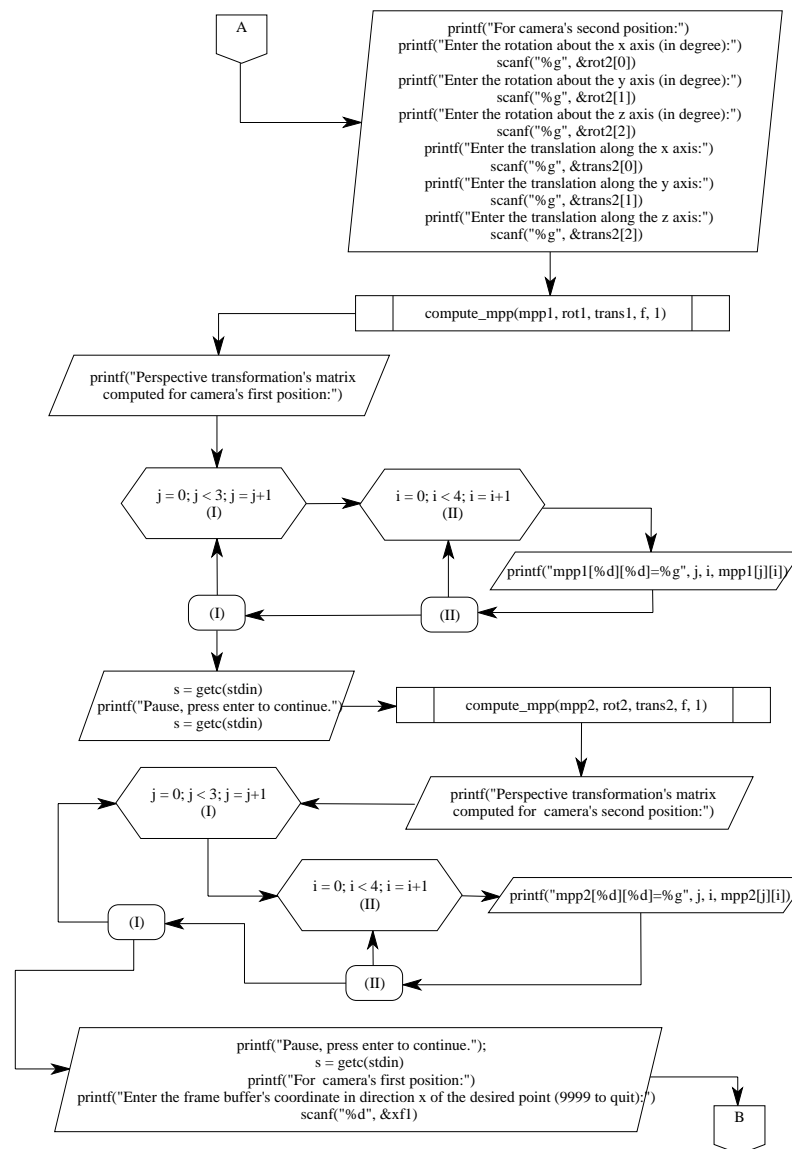 A
printf("For camera's second position:")
printf("Enter the rotation about the x axis (in degree):")
scanf("%g", &rot2[0])
printf("Enter the rotation about the y axis (in degree):")
scanf("%g", &rot2[1])
printf("Enter the rotation about the z axis (in degree):")
scanf("%g", &rot2[2])
printf("Enter the translation along the x axis:")
scanf("%g", &trans2[0])
printf("Enter the translation along the y axis:")
scanf("%g", &trans2[1])
printf("Enter the translation along the z axis:")
scanf("%g", &trans2[2])
compute_mpp(mpp1, rot1, trans1, f, 1)
printf("Perspective transformation's matrix
computed for camera's first position:")
j = 0; j < 3; j = j+1
(I)
i = 0; i < 4; i = i+1
(II)
printf("mpp1[%d][%d]=%g", j, i, mpp1[j][i])
(I)
(II)
s = getc(stdin)
printf("Pause, press enter to continue.")
s = getc(stdin)
compute_mpp(mpp2, rot2, trans2, f, 1)
printf("Perspective transformation's matrix
computed for  camera's second position:")
j = 0; j < 3; j = j+1
(I)
i = 0; i < 4; i = i+1
(II)
printf("mpp2[%d][%d]=%g", j, i, mpp2[j][i])
(I)
(II)
printf("Pause, press enter to continue.");
s = getc(stdin)
printf("For  camera's first position:")
printf("Enter the frame buffer's coordinate in direction x of the desired point (9999 to quit):")
scanf("%d", &xf1)
B